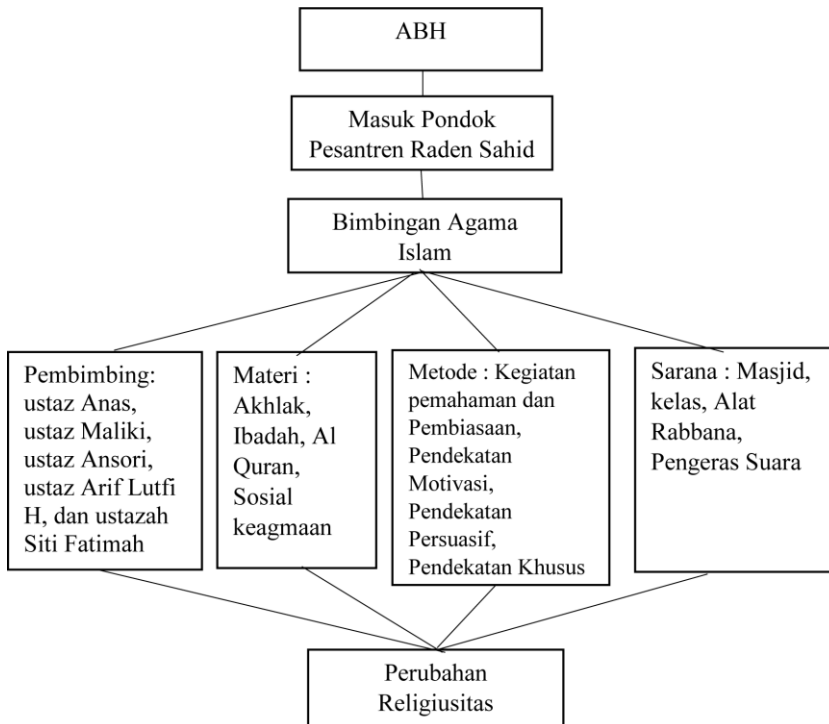 ABH
Masuk Pondok
Pesantren Raden Sahid
Bimbingan Agama
Islam
Pembimbing:
ustaz Anas,
ustaz Maliki,
ustaz Ansori,
ustaz Arif Lutfi
H, dan ustazah
Siti Fatimah
Materi :
Akhlak,
Ibadah, Al
Quran,
Sosial
keagmaan
Metode : Kegiatan
pemahaman dan
Pembiasaan,
Pendekatan
Motivasi,
Pendekatan
Persuasif,
Pendekatan Khusus
Sarana : Masjid,
kelas, Alat
Rabbana,
Pengeras Suara
Perubahan
Religiusitas